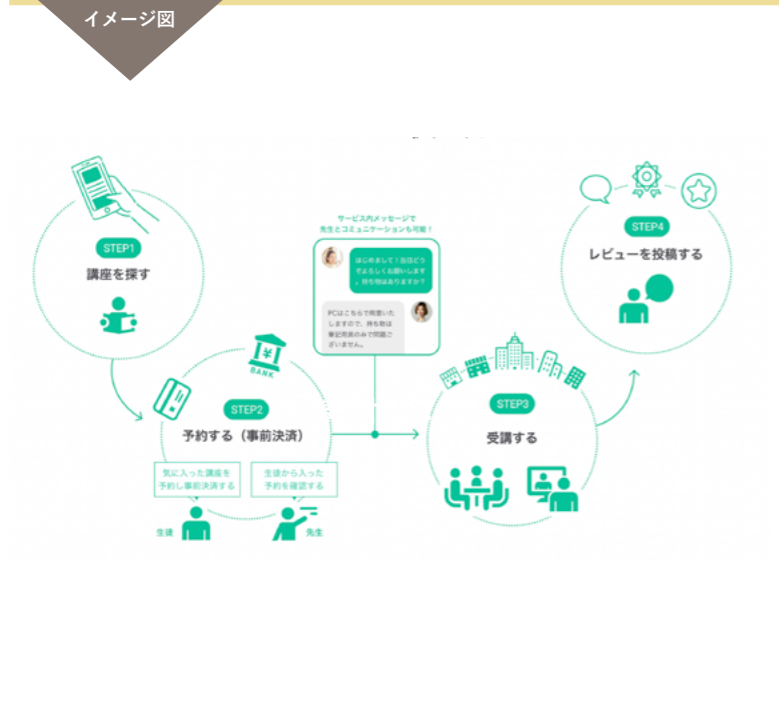 イメージ図
STEP1
講座を探す
¥
BANK
STEP2
予約する（事前決済）
気に入った講座を
予約し事前決済する
生徒から入った
予約を確認する
生徒
先生
サービス内メッセージで
先生とコミュニケーションも可能！
はじめまして！当日どう
ぞよろしくお願いします
。持ち物はありますか？
PCはこちらで用意いた
しますので、持ち物は
筆記用具のみで問題ご
ざいません。
STEP3
受講する
STEP4
レビューを投稿する